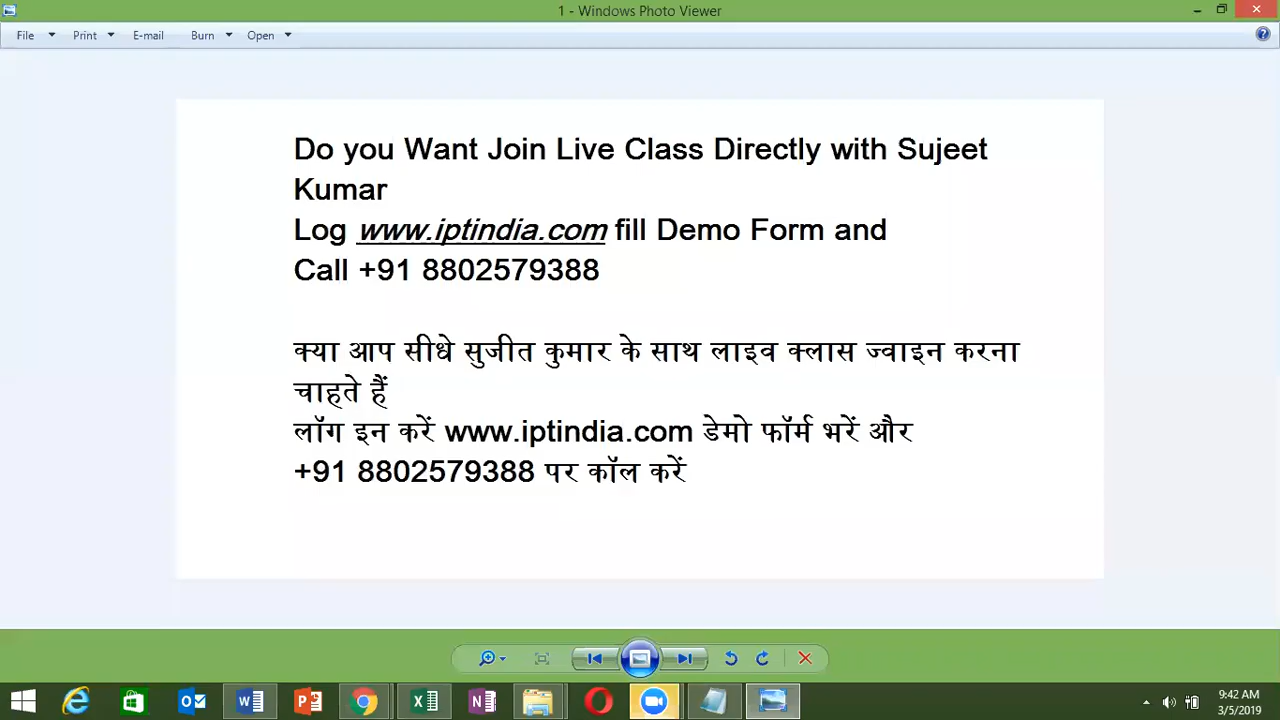 1 - Windows Photo Viewer
File Print E-mail Burn Open
Do you Want Join Live Class Directly with Sujeet
Kumar
Log www.iptindia.com fill Demo Form and
Call +91 8802579388
क्या आप सीधे सुजीत कुमार के साथ लाइव क्लास ज्वाइन करना
चाहते हैं
लॉग इन करें www.iptindia.com डेमो फॉर्म भरें और
+91 8802579388 पर कॉल करें
9:42 AM
3/5/2019